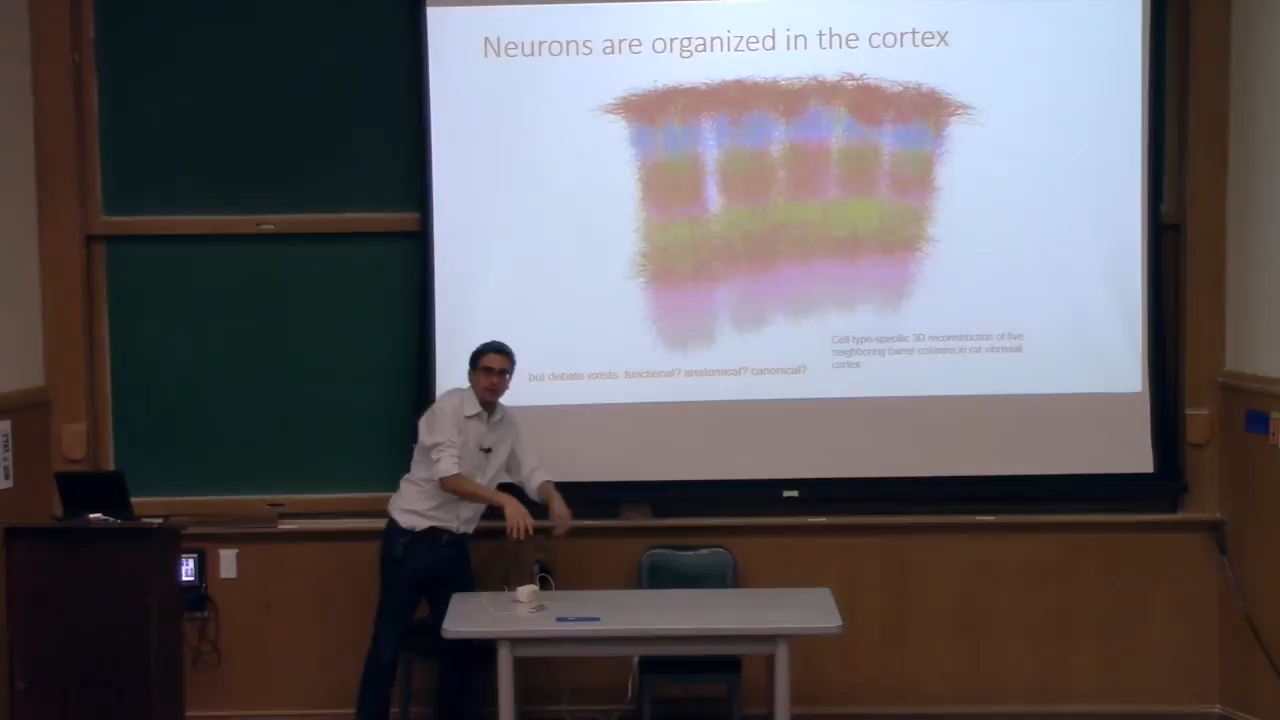 Neurons are organized in the cortex
Cell type-specific 3D reconstruction of five
neighboring barrel columns in rat vibrissal
cortex
but debate exists: functional? anatomical? canonical?